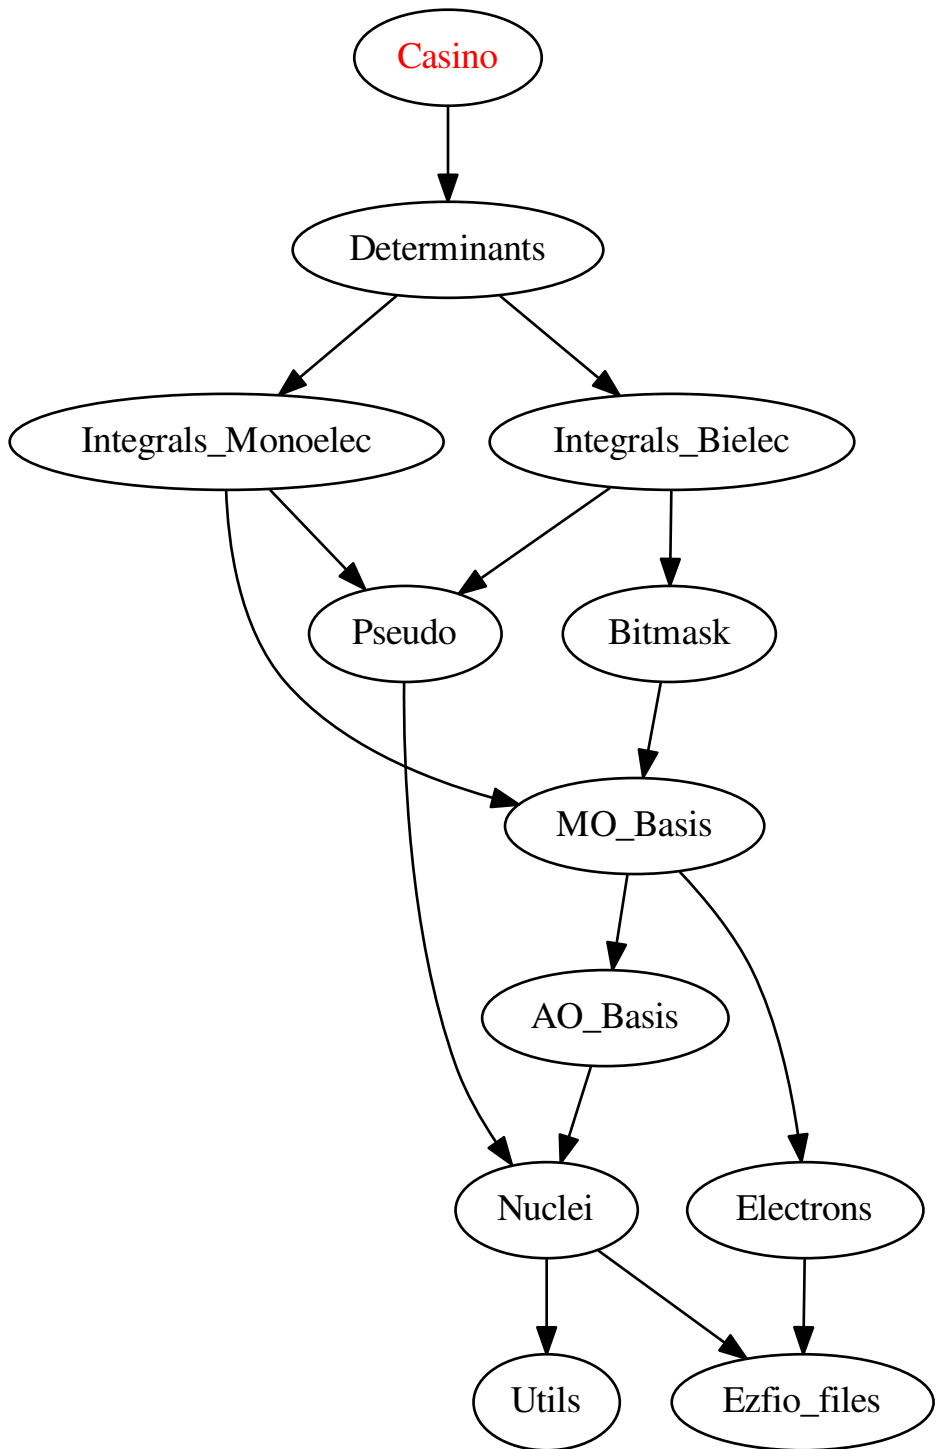 Casino
Determinants
Integrals_Monoelec
Integrals_Bielec
Pseudo
Bitmask
MO_Basis
AO_Basis
Nuclei
Electrons
Utils
Ezfio_files